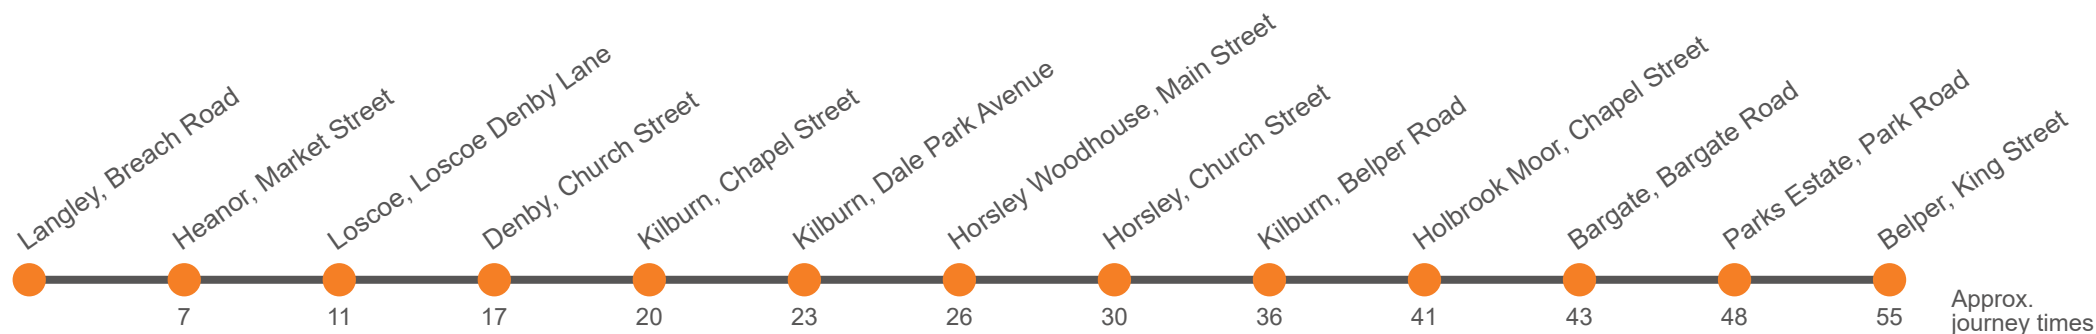 Langley, Breach Road
Heanor, Market Street
Loscoe, Loscoe Denby Lane
Denby, Church Street
Kilburn, Chapel Street
Kilburn, Dale Park Avenue
Horsley Woodhouse, Main Street
Horsley, Church Street
Kilburn, Belper Road
Holbrook Moor, Chapel Street
Bargate, Bargate Road
Parks Estate, Park Road
Belper, King Street
7 11 17 20 23 26 30 36 41 43 48 55
Approx.
journey times